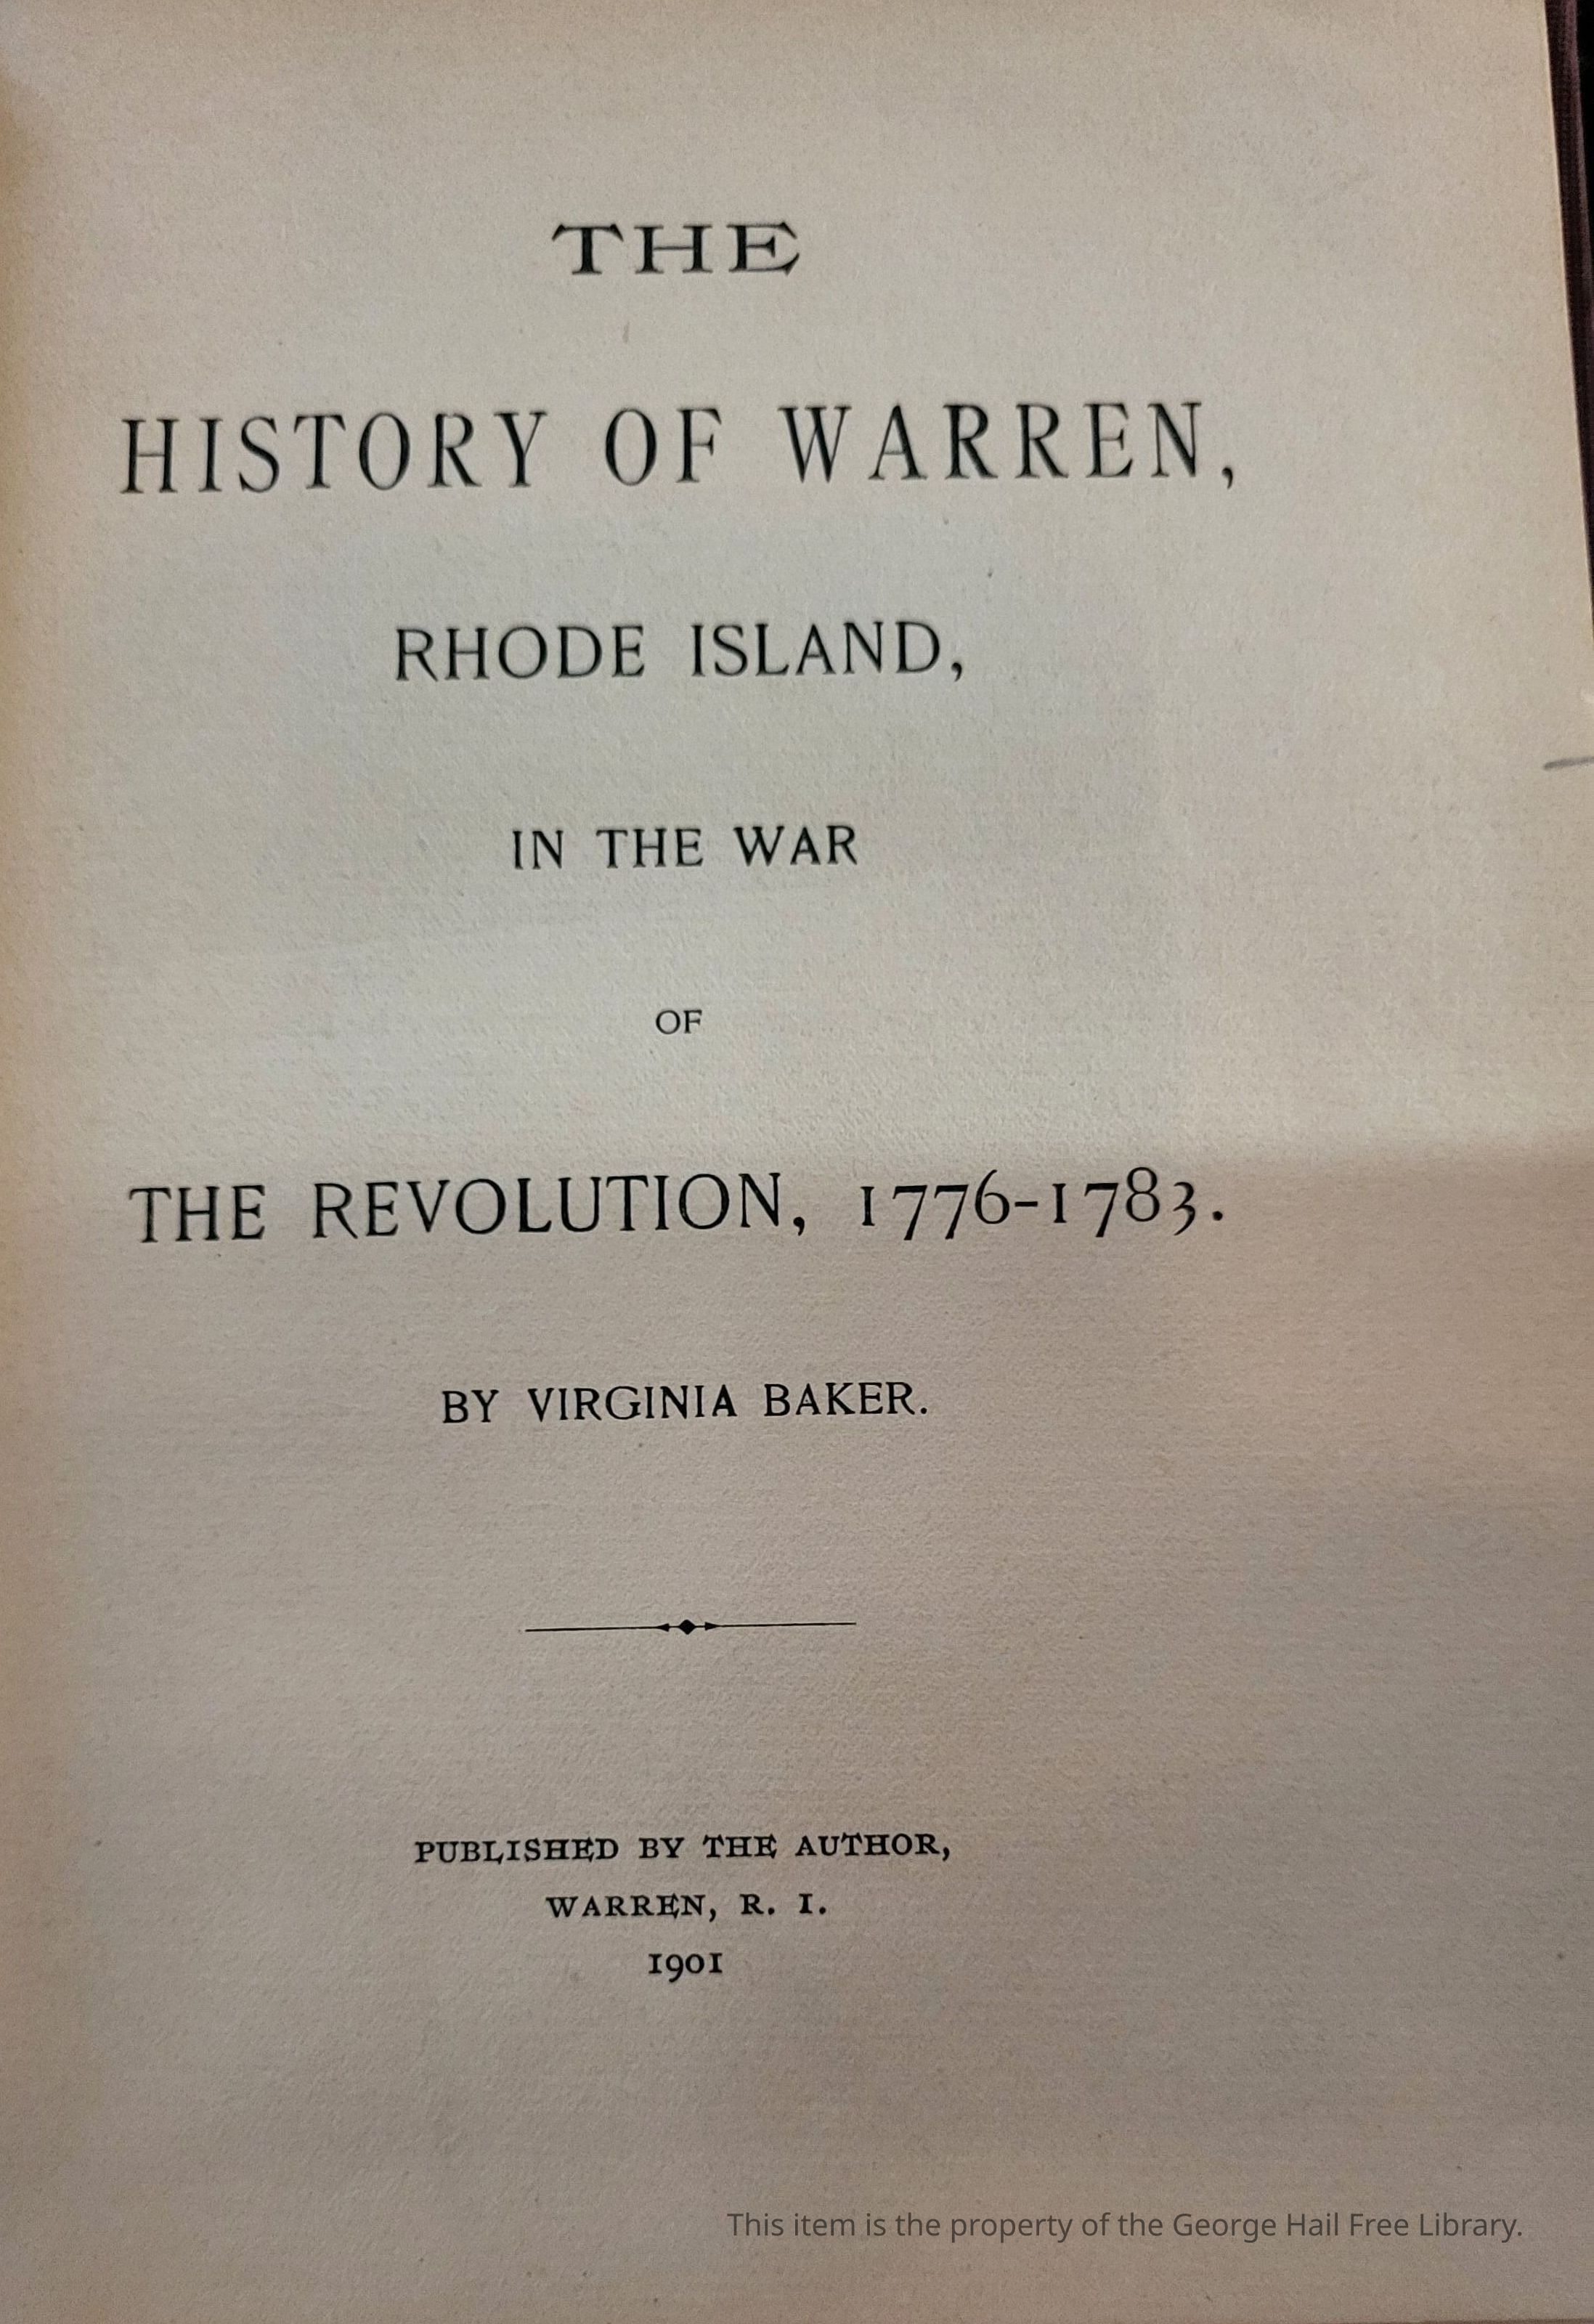 THE
HISTORY OF WARREN,
RHODE ISLAND,
IN THE WAR
OF
THE REVOLUTION, 1776-1783.
BY VIRGINIA BAKER.
PUBLISHED BY THE AUTHOR,
WARREN, R. I.
1901
This item is the property of the George Hail Free Library.